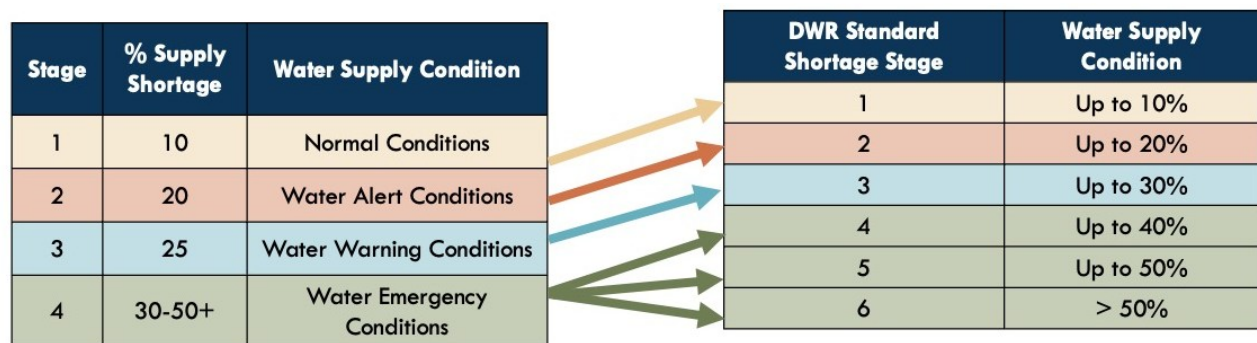 Stage % Supply Shortage Water Supply Condition
1 10 Normal Conditions
2 20 Water Alert Conditions
3 25 Water Warning Conditions
4 30-50+ Water Emergency Conditions
DWR Standard Shortage Stage Water Supply Condition
1 Up to 10%
2 Up to 20%
3 Up to 30%
4 Up to 40%
5 Up to 50%
6 > 50%